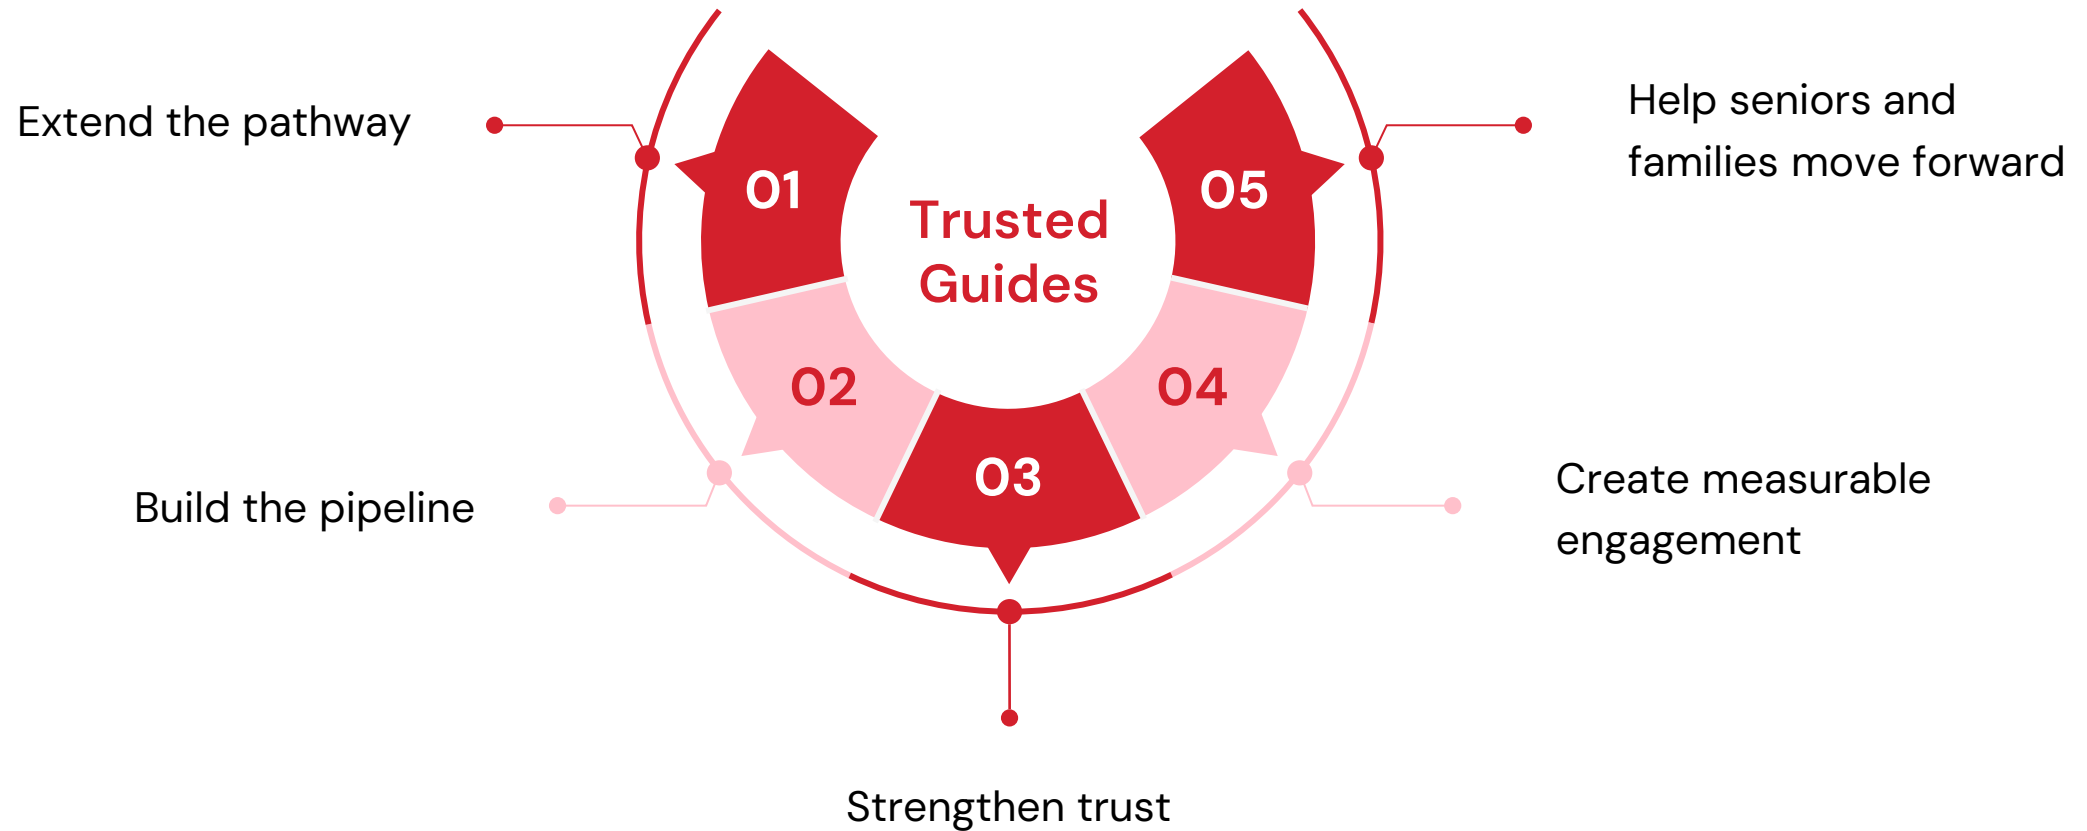 Extend the pathway
01
Trusted
Guides
05
Help seniors and
families move forward
02
04
Build the pipeline
03
Create measurable
engagement
Strengthen trust